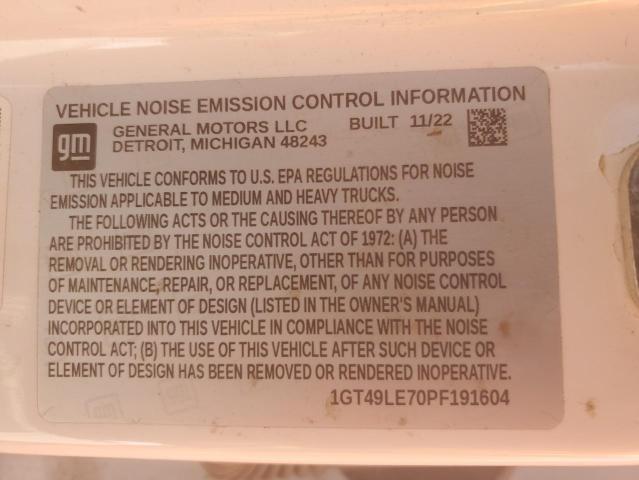 VEHICLE NOISE EMISSION CONTROL INFORMATION
gm GENERAL MOTORS LLC BUILT 11/22
DETROIT, MICHIGAN 48243
THIS VEHICLE CONFORMS TO U.S. EPA REGULATIONS FOR NOISE
EMISSION APPLICABLE TO MEDIUM AND HEAVY TRUCKS.
THE FOLLOWING ACTS OR THE CAUSING THEREOF BY ANY PERSON
ARE PROHIBITED BY THE NOISE CONTROL ACT OF 1972: (A) THE
REMOVAL OR RENDERING INOPERATIVE, OTHER THAN FOR PURPOSES
OF MAINTENANCE, REPAIR, OR REPLACEMENT, OF ANY NOISE CONTROL
DEVICE OR ELEMENT OF DESIGN (LISTED IN THE OWNER'S MANUAL)
INCORPORATED INTO THIS VEHICLE IN COMPLIANCE WITH THE NOISE
CONTROL ACT; (B) THE USE OF THIS VEHICLE AFTER SUCH DEVICE OR
ELEMENT OF DESIGN HAS BEEN REMOVED OR RENDERED INOPERATIVE.
1GT49LE70PF191604